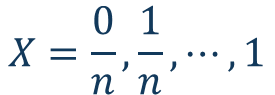 X = 0/n, 1/n, ⋯, 1